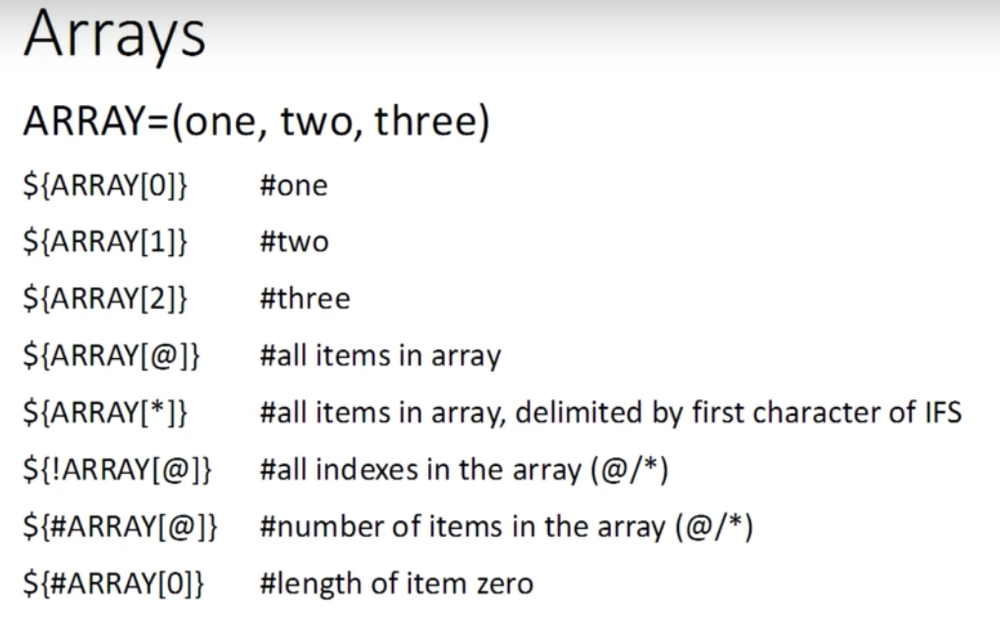 Arrays
ARRAY=(one, two, three)
${ARRAY[0]} #one
${ARRAY[1]} #two
${ARRAY[2]} #three
${ARRAY[@]} #all items in array
${ARRAY[*]} #all items in array, delimited by first character of IFS
${!ARRAY[@]} #all indexes in the array (@/*)
${#ARRAY[@]} #number of items in the array (@/*)
${#ARRAY[0]} #length of item zero